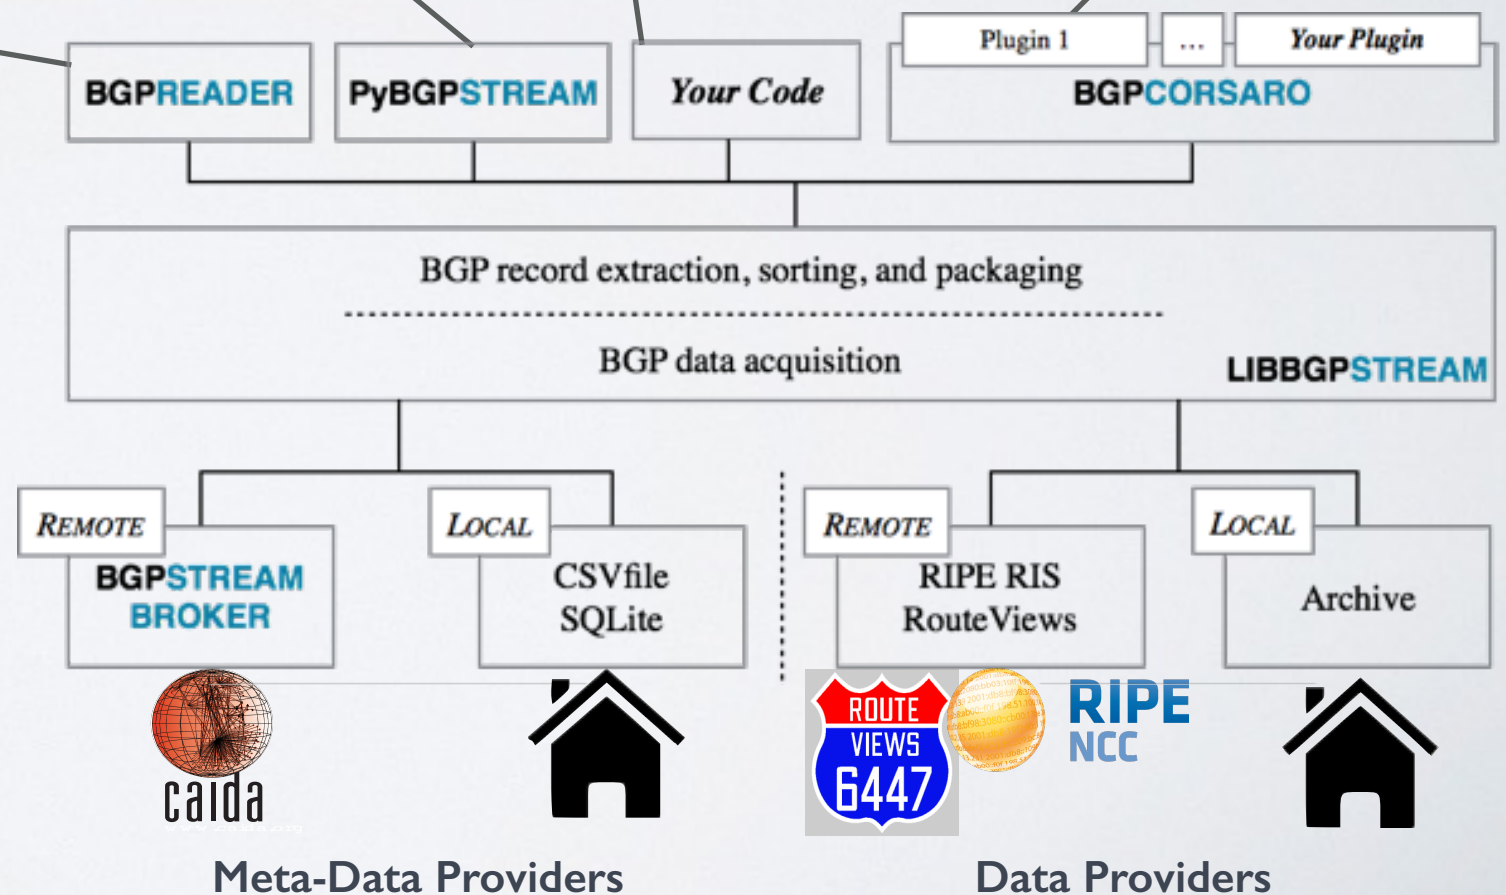 Plugin 1
...
Your Plugin
BGPREADER
PyBGPSTREAM
Your Code
BGPCORSARO
BGP record extraction, sorting, and packaging
BGP data acquisition
LIBBGPSTREAM
REMOTE
BGPSTREAM
BROKER
LOCAL
CSVfile
SQLite
REMOTE
RIPE RIS
RouteViews
LOCAL
Archive
caida
ROUTE
VIEWS
6447
RIPE
NCC
Meta-Data Providers
Data Providers